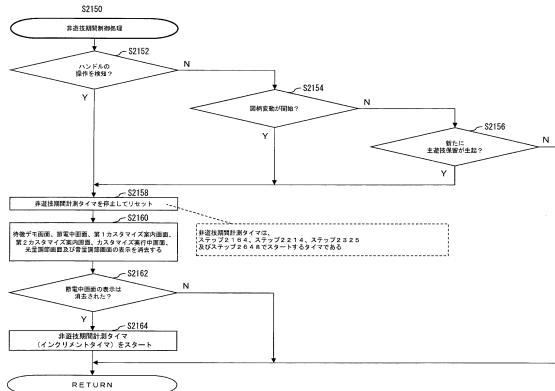 S2150
非遊技期間制御処理
S2152
ハンドルの
操作を検知？
N
Y
S2154
図柄変動が開始？
N
Y
S2156
新たに
主遊技保留が生起？
N
Y
S2158
非遊技期間計測タイマを停止してリセット
S2160
待機デモ画面、節電中画面、第1カスタマイズ案内画面、
第2カスタマイズ案内画面、カスタマイズ実行中画面、
光量調節画面及び音量調節画面の表示を消去する
非遊技期間計測タイマは、
ステップ2164、ステップ2214、ステップ2325
及びステップ2648でスタートするタイマである
S2162
節電中画面の表示は
消去された？
N
Y
S2164
非遊技期間計測タイマ
（インクリメントタイマ）をスタート
RETURN